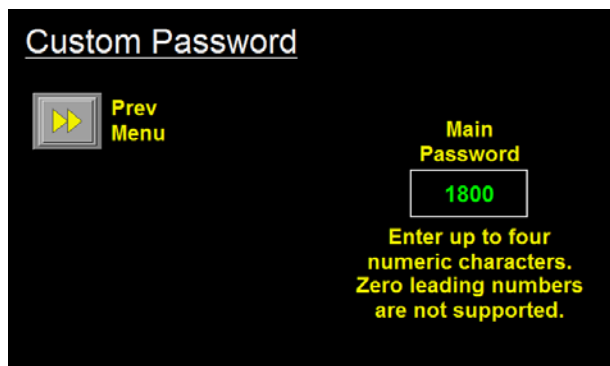 Custom Password
Prev
Menu
Main
Password
1800
Enter up to four
numeric characters.
Zero leading numbers
are not supported.